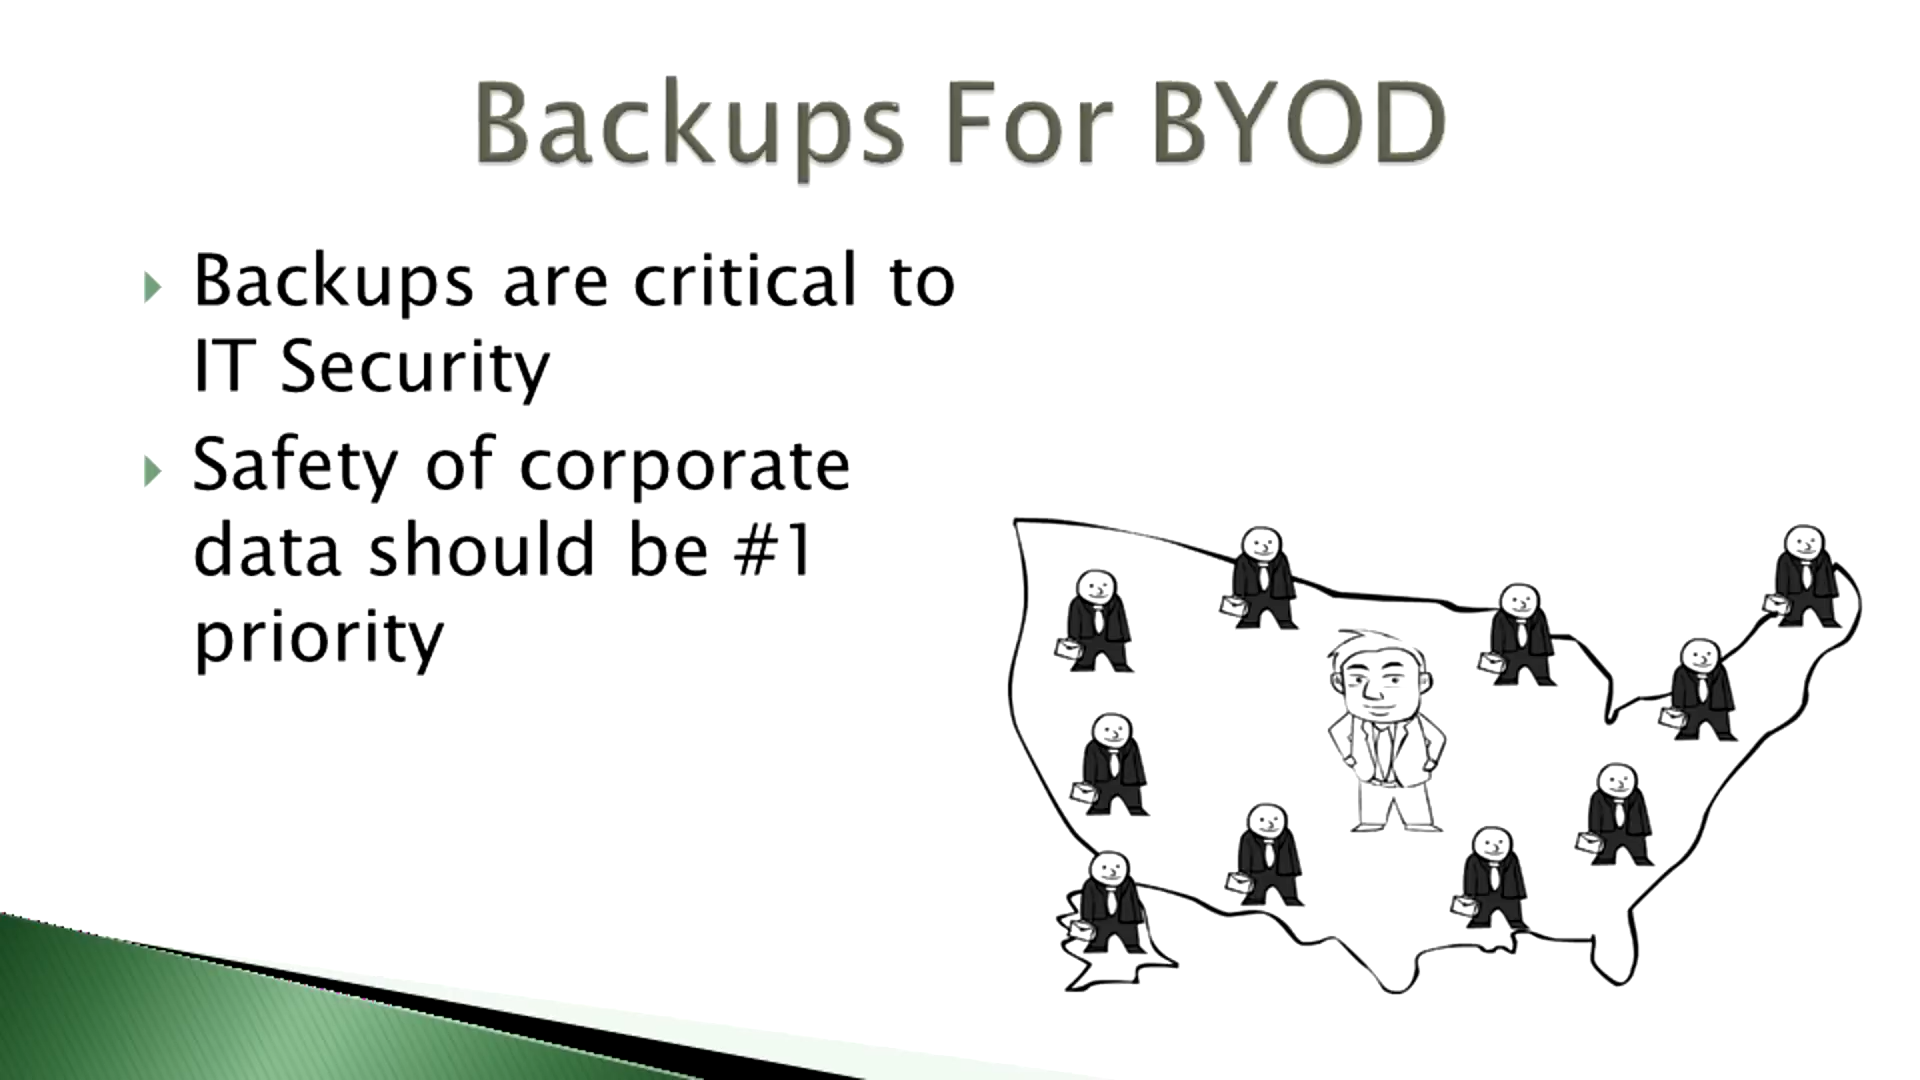 Backups For BYOD
Backups are critical to
IT Security
Safety of corporate
data should be #1
priority